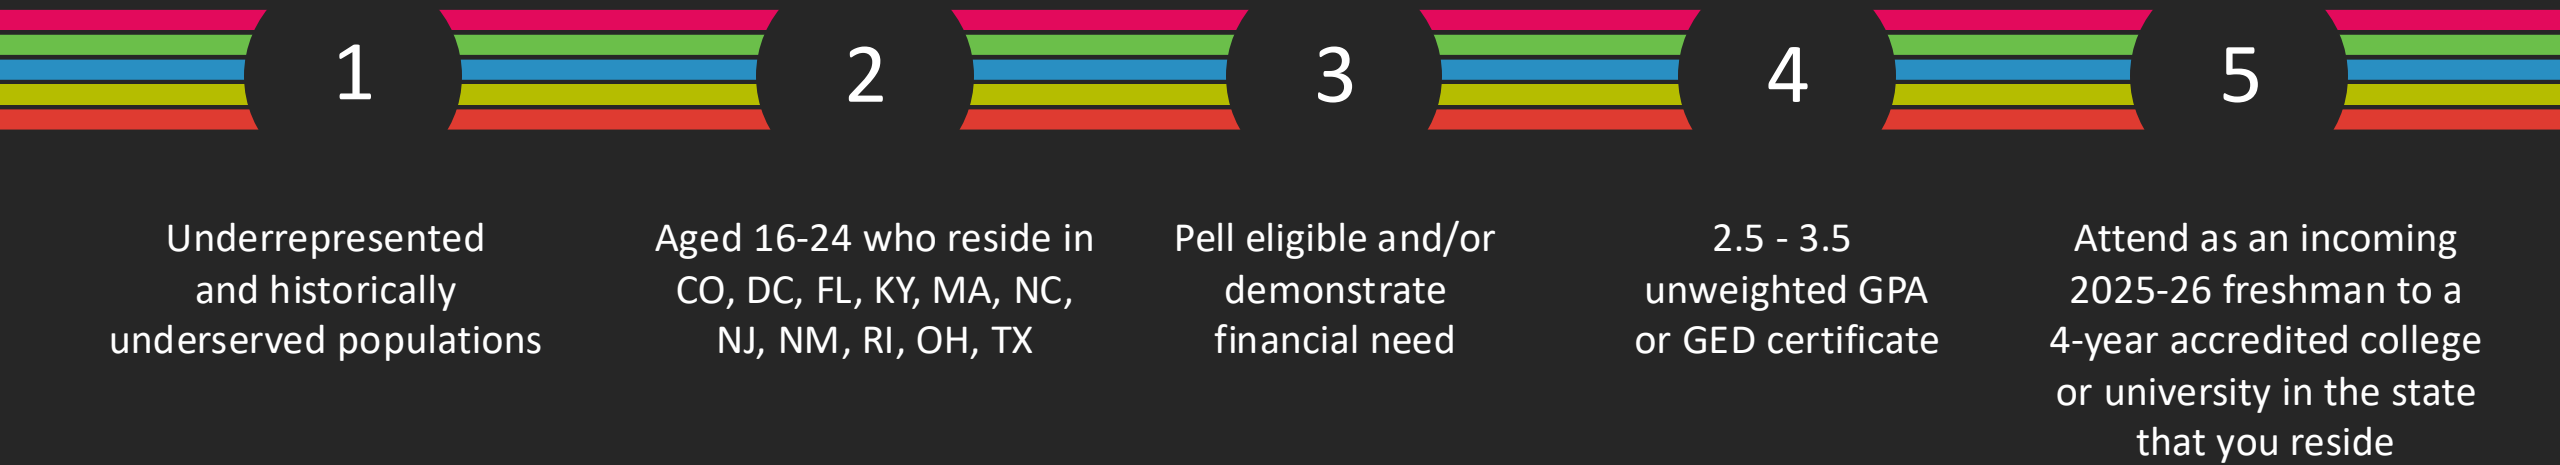 1
Underrepresented
and historically
underserved populations
2
Aged 16-24 who reside in
CO, DC, FL, KY, MA, NC,
NJ, NM, RI, OH, TX
3
Pell eligible and/or
demonstrate
financial need
4
2.5 - 3.5
unweighted GPA
or GED certificate
5
Attend as an incoming
2025-26 freshman to a
4-year accredited college
or university in the state
that you reside